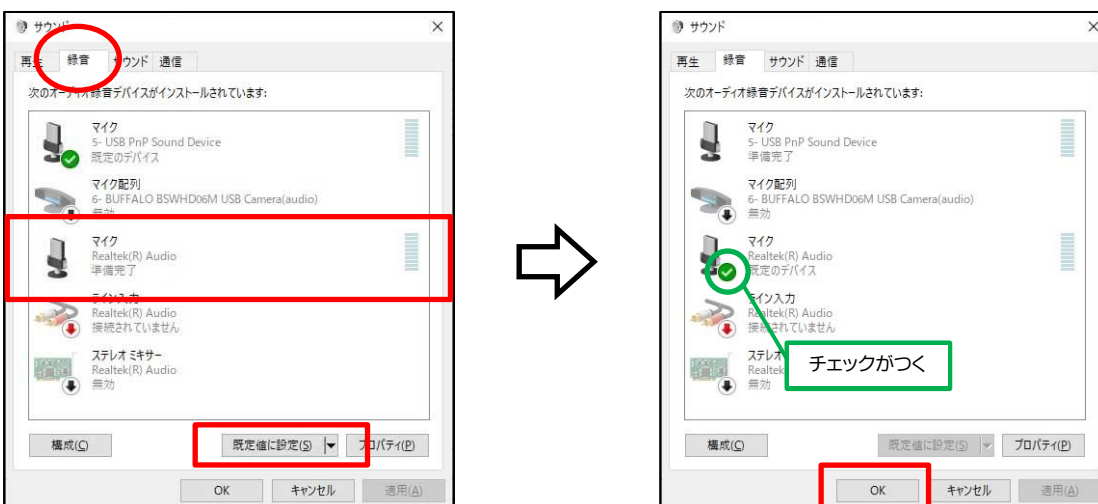 サウンド
再生 録音 サウンド 通信
次のオーディオ録音デバイスがインストールされています:
マイク
5- USB PnP Sound Device
既定のデバイス
マイク配列
6- BUFFALO BSWHD06M USB Camera(audio)
無効
マイク
Realtek(R) Audio
準備完了
ライン入力
Realtek(R) Audio
接続されていません
ステレオ ミキサー
Realtek(R) Audio
無効
構成(C) 既定値に設定(S) プロパティ(P)
OK キャンセル 適用(A)
サウンド
再生 録音 サウンド 通信
次のオーディオ録音デバイスがインストールされています:
マイク
5- USB PnP Sound Device
準備完了
マイク配列
6- BUFFALO BSWHD06M USB Camera(audio)
無効
マイク
Realtek(R) Audio
既定のデバイス
ライン入力
Realtek(R) Audio
接続されていません
ステレオ
Realtek
無効
チェックがつく
構成(C) 既定値に設定(S) プロパティ(P)
OK キャンセル 適用(A)